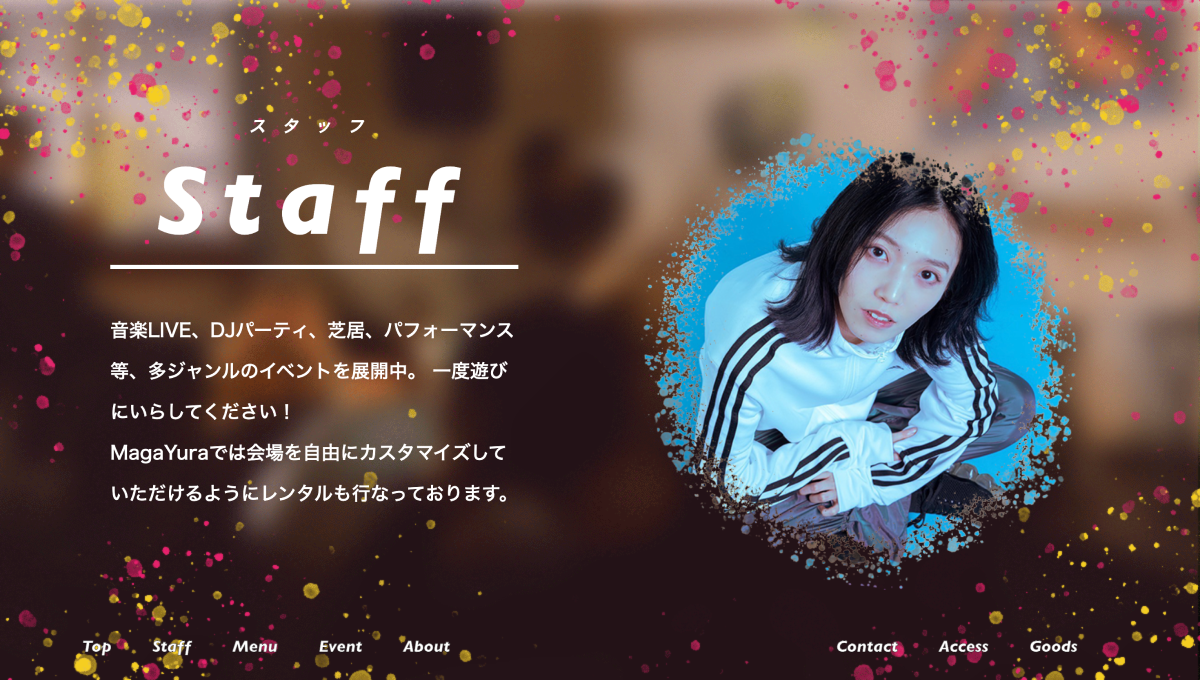 スタッフ
Staff
音楽LIVE、DJパーティ、芝居、パフォーマンス
等、多ジャンルのイベントを展開中。 一度遊び
にいらしてください！
MagaYuraでは会場を自由にカスタマイズして
いただけるようにレンタルも行なっております。
Top Staff Menu Event About Contact Access Goods